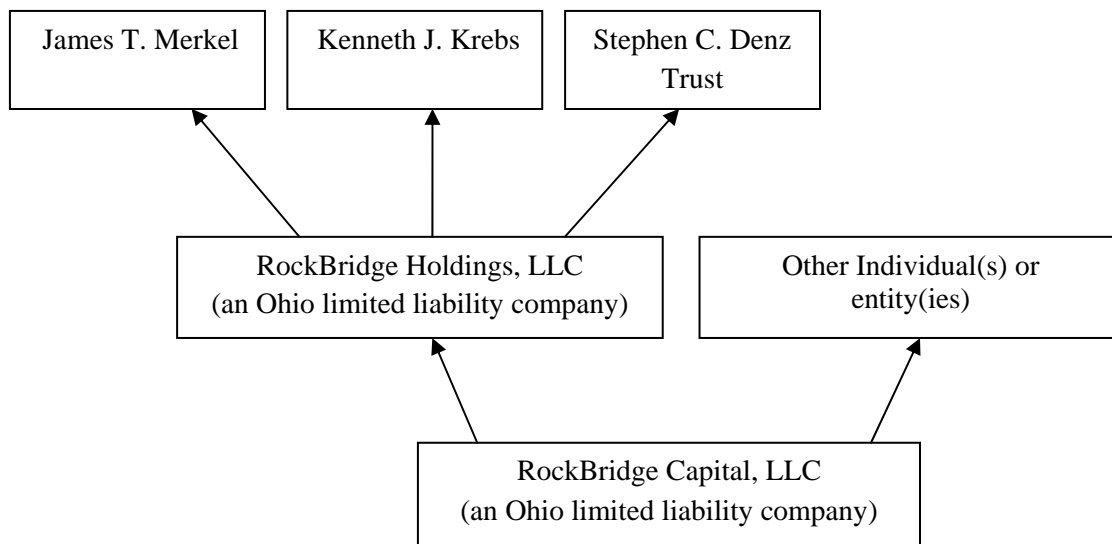 James T. Merkel
Kenneth J. Krebs
Stephen C. Denz
Trust
RockBridge Holdings, LLC
(an Ohio limited liability company)
Other Individual(s) or
entity(ies)
RockBridge Capital, LLC
(an Ohio limited liability company)